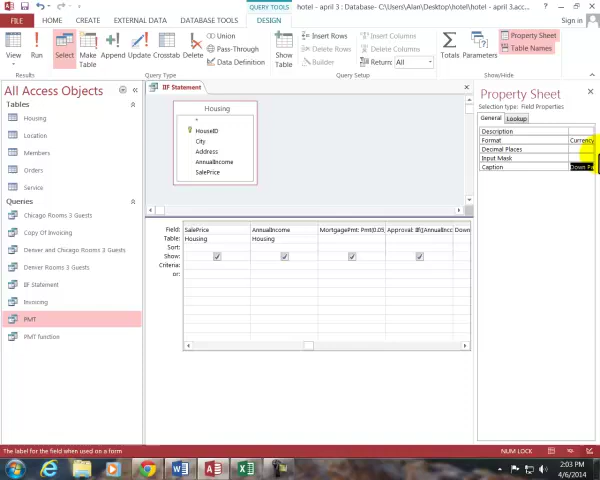 QUERY TOOLS
hotel - april 3 : Database- C:\Users\Alan\Desktop\hotel\hotel - april 3.acc...
Sign in
FILE HOME CREATE EXTERNAL DATA DATABASE TOOLS DESIGN
View Run Select Make Table Append Update Crosstab Delete
Union
Pass-Through
Data Definition
Show Table
Insert Rows
Delete Rows
Builder
Insert Columns
Delete Columns
Return: All
Totals Parameters
Property Sheet
Table Names
Results Query Type Query Setup Show/Hide
All Access Objects
Tables
Housing
Location
Members
Orders
Service
Queries
Chicago Rooms 3 Guests
Copy Of Invoicing
Denver and Chicago Rooms 3 Guests
Denver Rooms 3 Guests
IIF Statement
Invoicing
PMT
PMT function
IIF Statement
Housing
*
HouseID
City
Address
AnnualIncome
SalePrice
Field: SalePrice AnnualIncome MortgagePmt: Pmt(0.05 Approval: IIf([AnnualInco Down
Table: Housing Housing
Sort:
Show:
Criteria:
or:
Property Sheet
Selection type: Field Properties
General Lookup
Description
Format Currency
Decimal Places
Input Mask
Caption Down Pa
The label for the field when used on a form
NUM LOCK
SQL
2:03 PM
4/6/2014